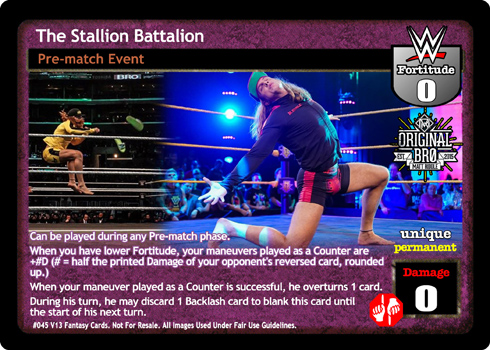 The Stallion Battalion
Pre-match Event
Fortitude
0
BRO
ORIGINAL
BRO
MATT RIDDLE
unique
permanent
Can be played during any Pre-match phase.
When you have lower Fortitude, your maneuvers played as a Counter are
+#D (# = half the printed Damage of your opponent's reversed card, rounded
up.)
When your maneuver played as a Counter is successful, he overturns 1 card.
During his turn, he may discard 1 Backlash card to blank this card until
the start of his next turn.
Damage
0
#045 V13 Fantasy Cards. Not For Resale. All Images Used Under Fair Use Guidelines.